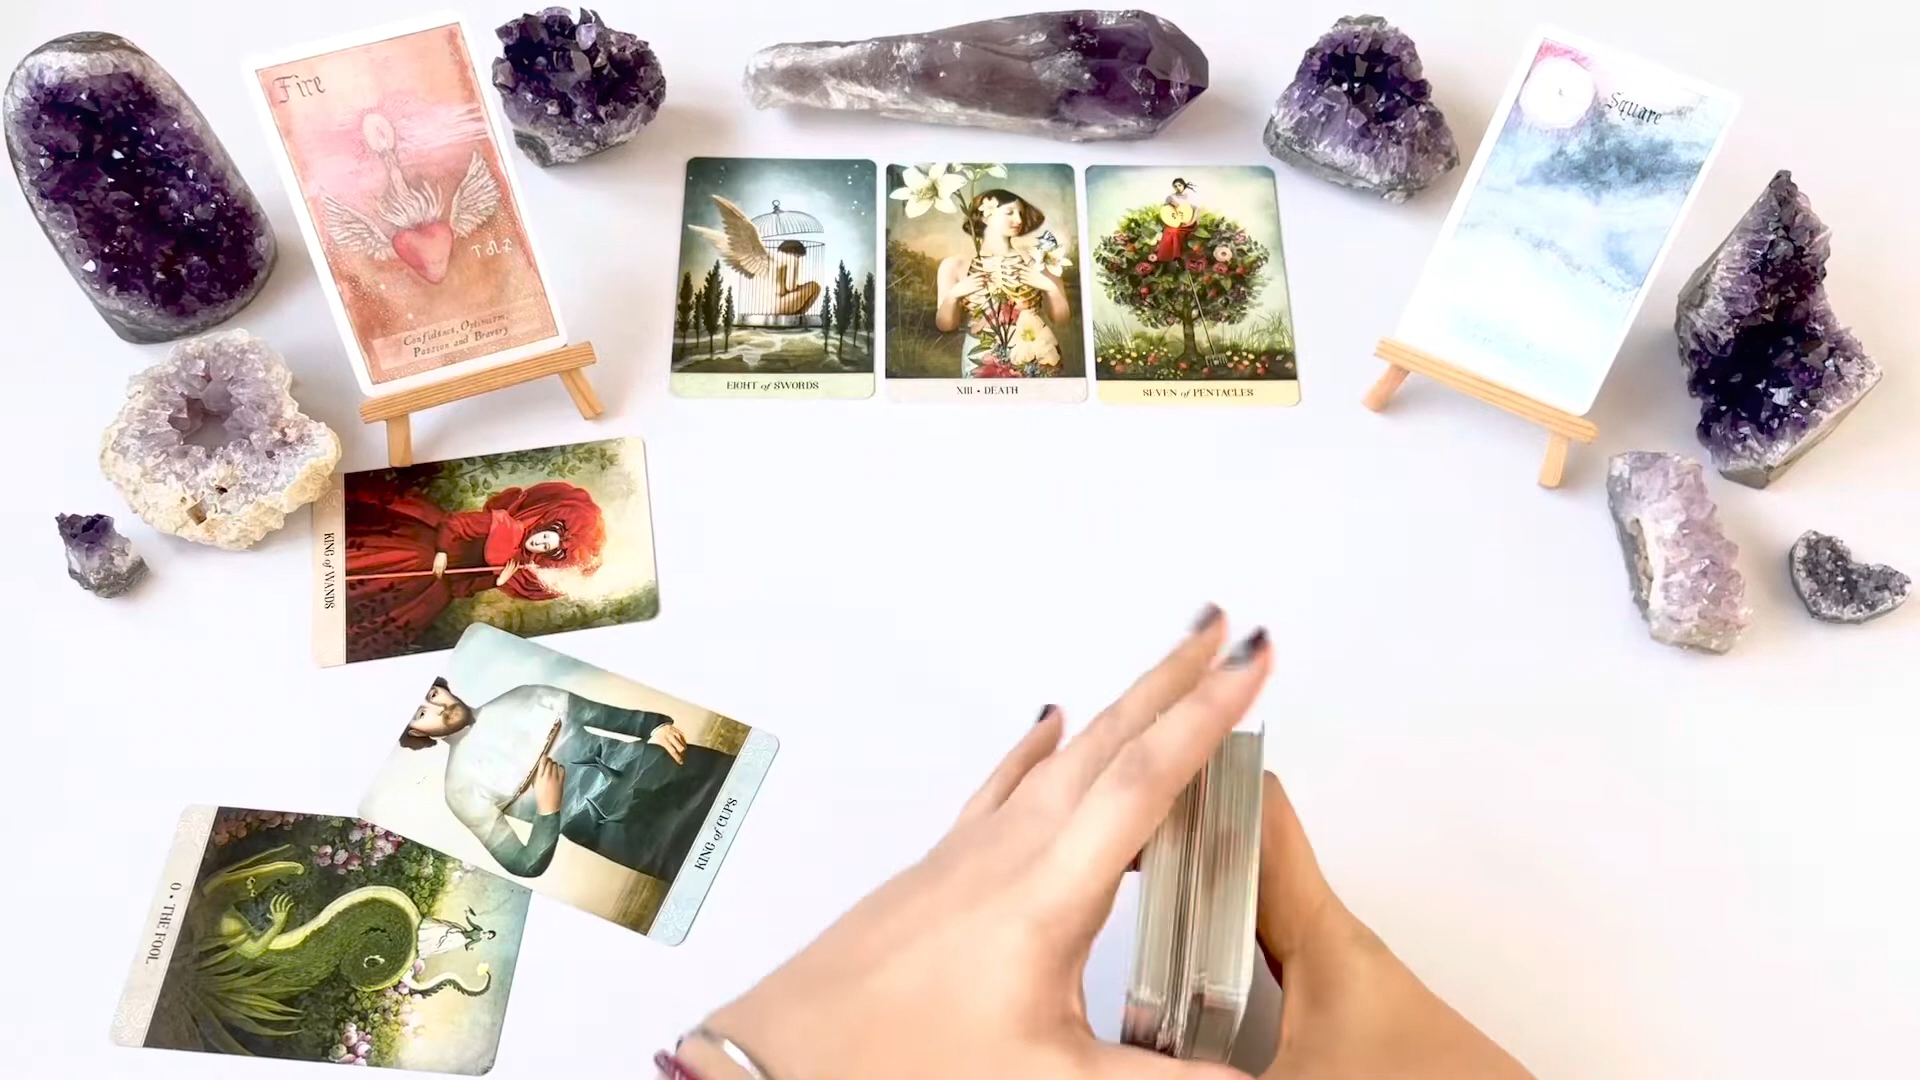 Fire
Confidence, Optimism,
Passion and Bravery
Square
EIGHT of SWORDS
XIII • DEATH
SEVEN of PENTACLES
KING of WANDS
KING of CUPS
0 • THE FOOL